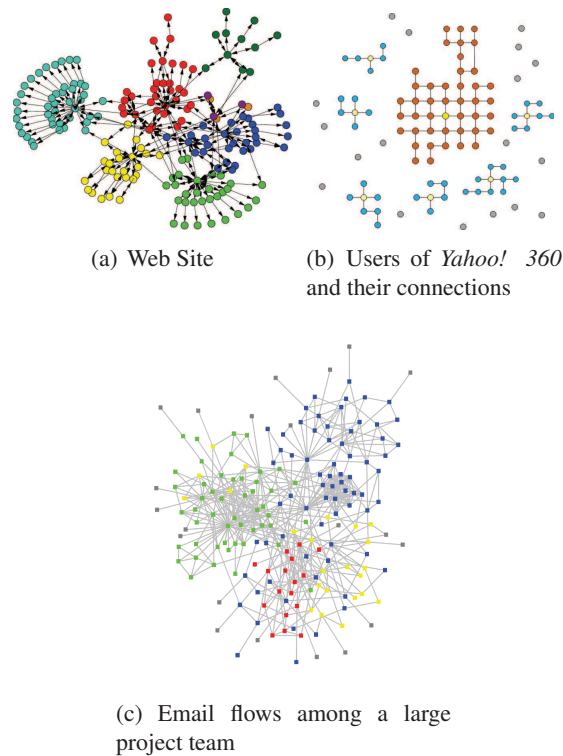 (a) Web Site
(b) Users of Yahoo! 360
and their connections
(c) Email flows among a large
project team